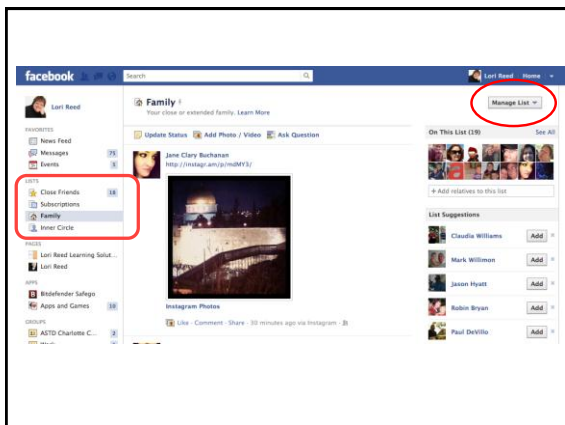 facebook
Search
Lori Reed Home
Lori Reed
FAVORITES
News Feed
Messages 75
Events 5
LISTS
Close Friends 18
Subscriptions
Family
Inner Circle
PAGES
Lori Reed Learning Solut...
Lori Reed
APPS
Bitdefender Safego
Apps and Games 10
GROUPS
ASTD Charlotte C... 2
Family
Your close or extended family. Learn More
Manage List
Update Status Add Photo / Video Ask Question
Jane Clary Buchanan
http://instagr.am/p/mdMY3/
Instagram Photos
Like · Comment · Share · 33 minutes ago via Instagram ·
On This List (19) See All
+ Add relatives to this list
List Suggestions
Claudia Williams Add ×
Mark Willimon Add ×
Jason Hyatt Add ×
Robin Bryan Add ×
Paul DeVillo Add ×